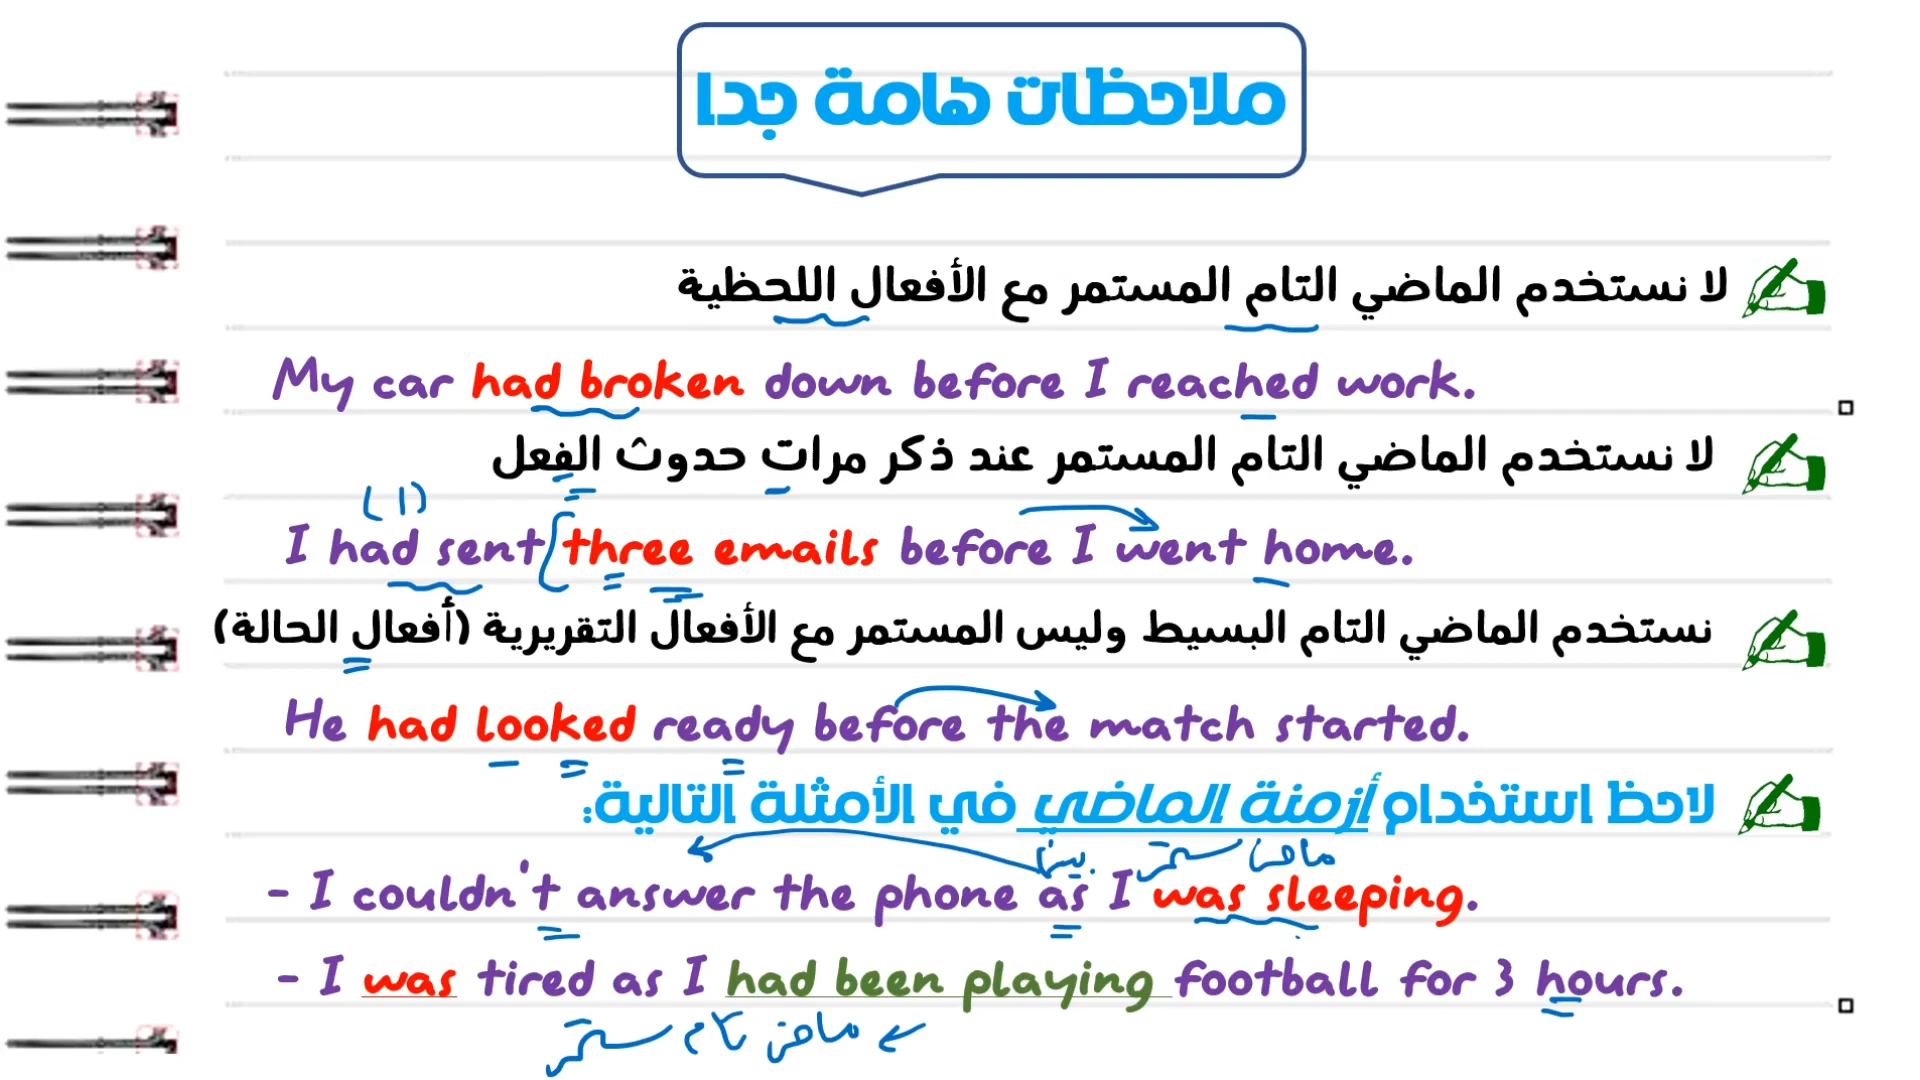 ملاحظات هامة جدا
لا نستخدم الماضي التام المستمر مع الأفعال اللحظية
My car had broken down before I reached work.
لا نستخدم الماضي التام المستمر عند ذكر مرات حدوث الفعل
(1)
I had sent three emails before I went home.
نستخدم الماضي التام البسيط وليس المستمر مع الأفعال التقريرية (أفعال الحالة)
He had looked ready before the match started.
لاحظ استخدام أزمنة الماضي في الأمثلة التالية:
بينما ماضى مستمر
- I couldn't answer the phone as I was sleeping.
- I was tired as I had been playing football for 3 hours.
ماضى تام مستمر